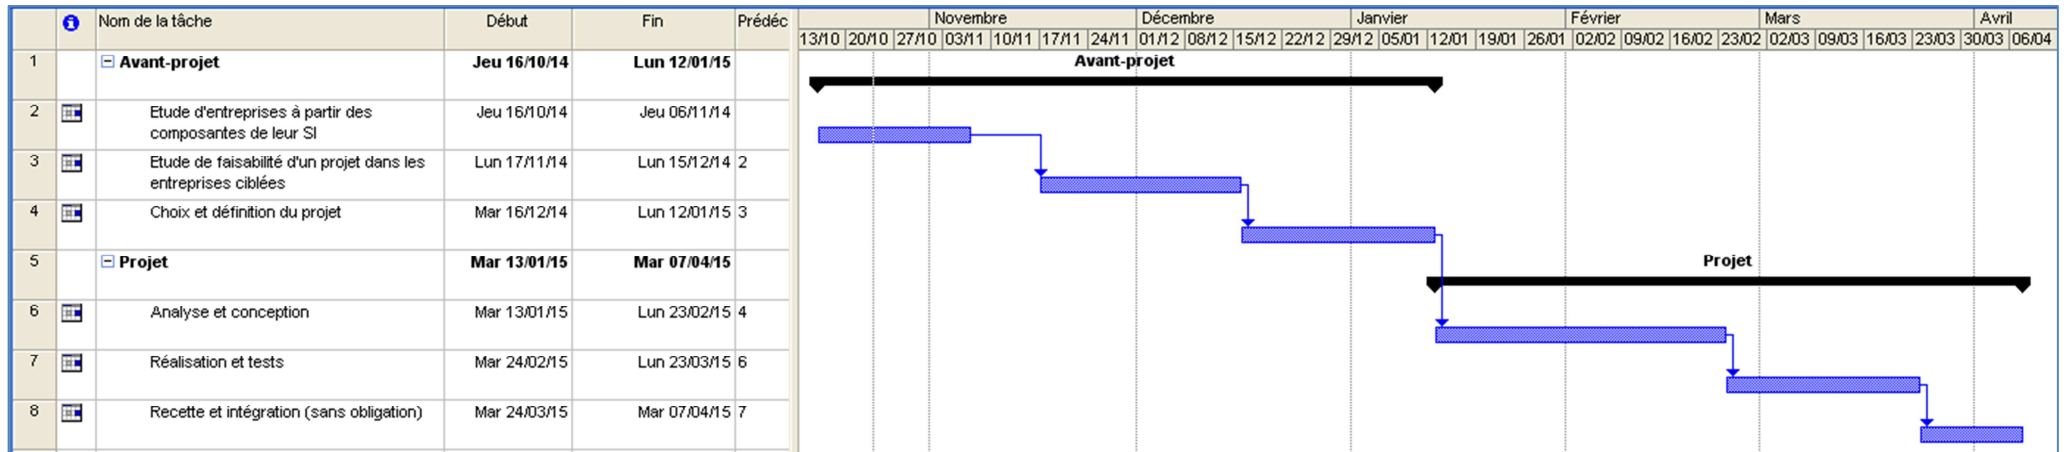 Nom de la tâche Début Fin Prédéc
Novembre Décembre Janvier Février Mars Avril
13/10 20/10 27/10 03/11 10/11 17/11 24/11 01/12 08/12 15/12 22/12 29/12 05/01 12/01 19/01 26/01 02/02 09/02 16/02 23/02 02/03 09/03 16/03 23/03 30/03 06/04
1 Avant-projet Jeu 16/10/14 Lun 12/01/15 Avant-projet
2 Etude d'entreprises à partir des Jeu 16/10/14 Jeu 06/11/14
composantes de leur SI
3 Etude de faisabilité d'un projet dans les Lun 17/11/14 Lun 15/12/14 2
entreprises ciblées
4 Choix et définition du projet Mar 16/12/14 Lun 12/01/15 3
5 Projet Mar 13/01/15 Mar 07/04/15 Projet
6 Analyse et conception Mar 13/01/15 Lun 23/02/15 4
7 Réalisation et tests Mar 24/02/15 Lun 23/03/15 6
8 Recette et intégration (sans obligation) Mar 24/03/15 Mar 07/04/15 7